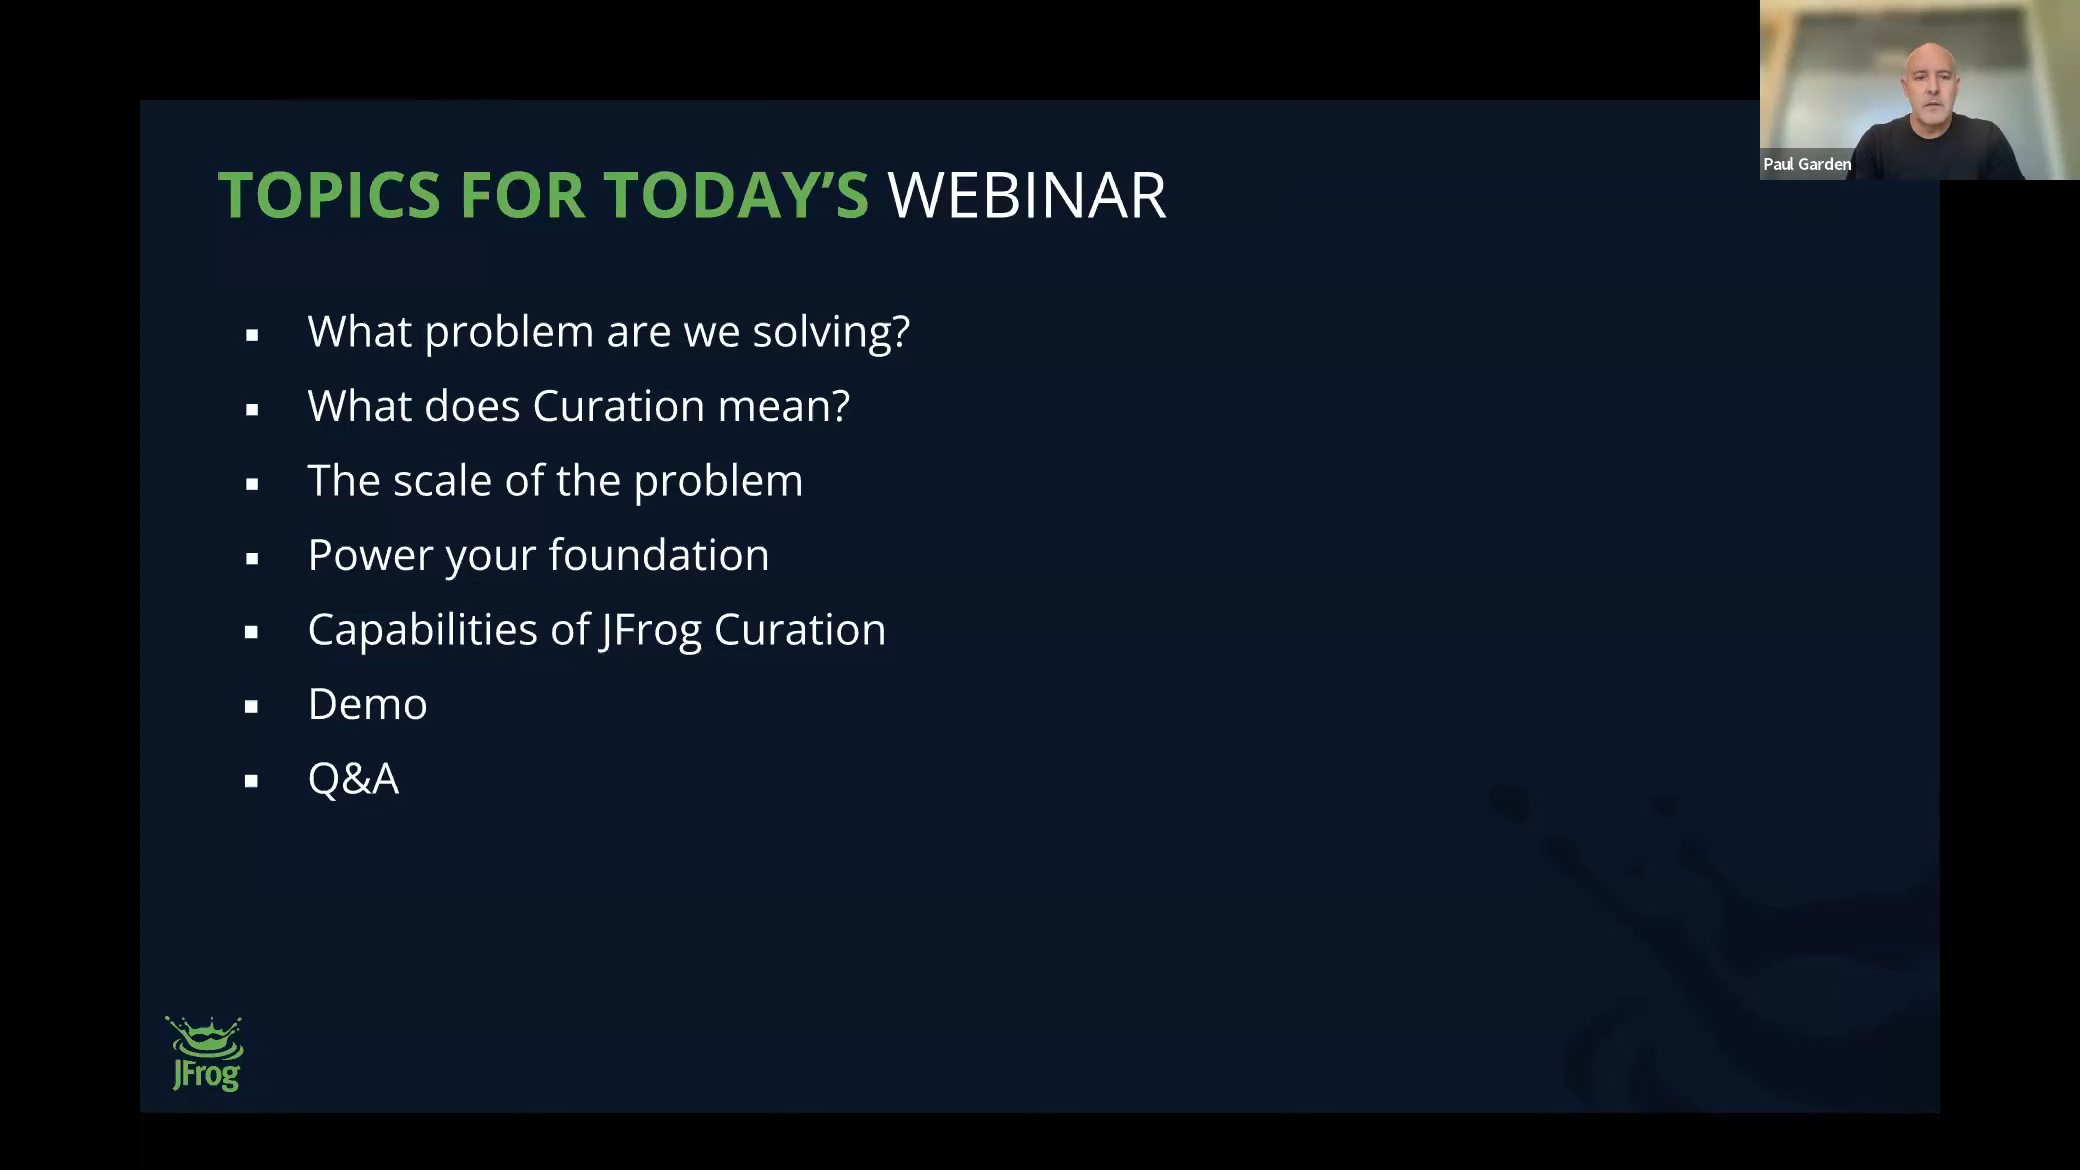 Paul Garden
TOPICS FOR TODAY’S WEBINAR
▪ What problem are we solving?
▪ What does Curation mean?
▪ The scale of the problem
▪ Power your foundation
▪ Capabilities of JFrog Curation
▪ Demo
▪ Q&A
JFrog